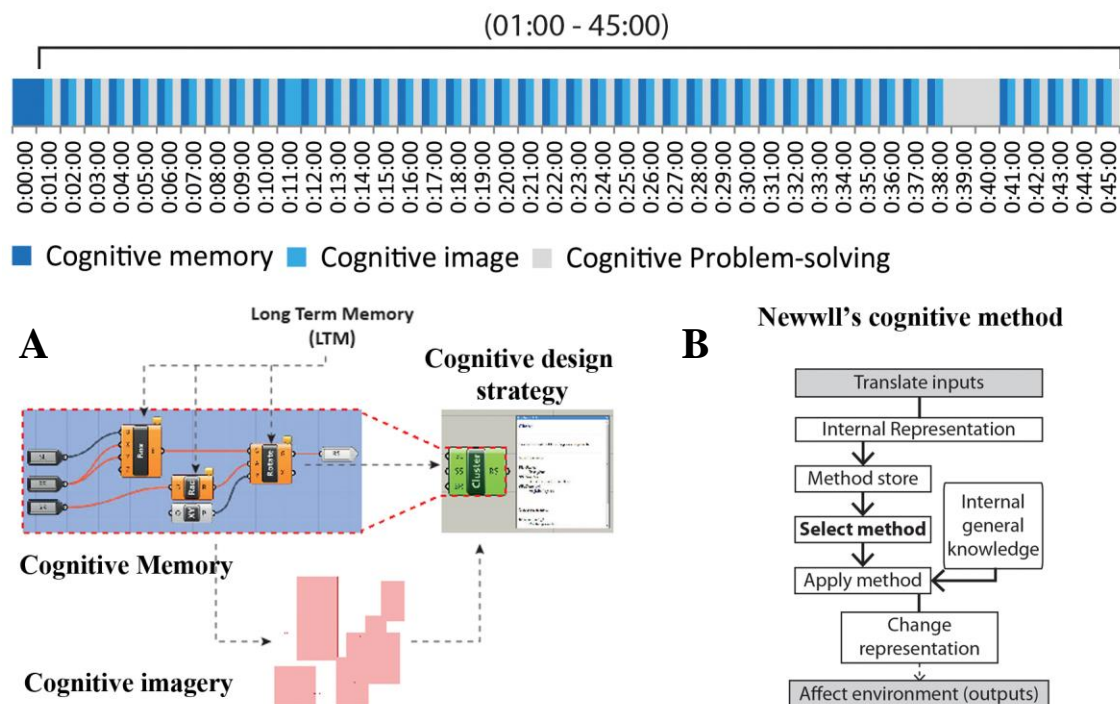 (01:00 - 45:00)
0:00:00
0:01:00
0:02:00
0:03:00
0:04:00
0:05:00
0:06:00
0:07:00
0:08:00
0:09:00
0:10:00
0:11:00
0:12:00
0:13:00
0:14:00
0:15:00
0:16:00
0:17:00
0:18:00
0:19:00
0:20:00
0:21:00
0:22:00
0:23:00
0:24:00
0:25:00
0:26:00
0:27:00
0:28:00
0:29:00
0:30:00
0:31:00
0:32:00
0:33:00
0:34:00
0:35:00
0:36:00
0:37:00
0:38:00
0:39:00
0:40:00
0:41:00
0:42:00
0:43:00
0:44:00
0:45:00
Cognitive memory Cognitive image Cognitive Problem-solving
A
Long Term Memory
(LTM)
Cognitive design
strategy
Rotate
XY
Cluster
SS RS
Cognitive Memory
Cognitive imagery
Newwll's cognitive method
B
Translate inputs
Internal Representation
Method store
Select method
Internal
general
knowledge
Apply method
Change
representation
Affect environment (outputs)